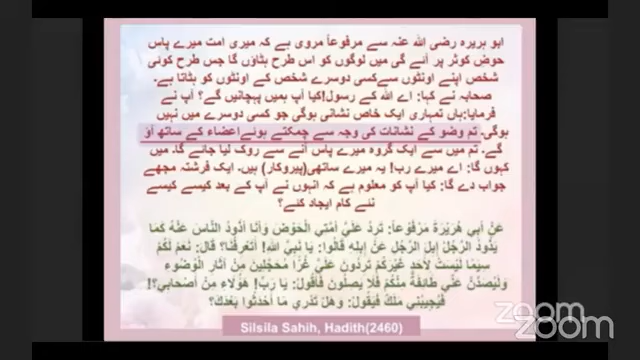 ابو ہریرہ رضی اللہ عنہ سے مرفوعاً مروی ہے کہ میری امت میرے پاس
حوض کوثر پر آئے گی میں لوگوں کو اس طرح ہٹاؤں گا جس طرح کوئی
شخص اپنے اونٹوں سےکسی دوسرے شخص کے اونٹوں کو ہٹاتا ہے۔
صحابہ نے کہا: اے اللہ کے رسول!کیا آپ ہمیں پہچانیں گے؟ آپ نے
فرمایا:ہاں تمہاری ایک خاص نشانی ہوگی جو کسی دوسرے میں نہیں
ہوگی۔ تم وضو کے نشانات کی وجہ سے چمکتے ہوئےاعضاء کے ساتھ آؤ
گے۔ تم میں سے ایک گروہ میرے پاس آنے سے روک لیا جائے گا۔ میں
کہوں گا: اے میرے رب! یہ میرے ساتھی(پیروکار) ہیں۔ ایک فرشتہ مجھے
جواب دے گا: کیا آپ کو معلوم ہے کہ انہوں نے آپ کے بعد کیسے کیسے
نئے کام ایجاد کئے؟
عَنْ أَبِي هُرَيْرَةَ مَرْفُوعاً: تَرِدُ عَلَيَّ أُمَّتِي الْحَوْضَ وَأَنَا أَذُودُ النَّاسَ عَنْهُ كَمَا
يَذُودُ الرَّجُلُ إِبِلَ الرَّجُلِ عَنْ إِبِلِهِ قَالُوا: يَا نَبِيَّ اللهِ! أَتَعْرِفُنَا؟ قَالَ: نَعَمْ لَكُمْ
سِيمَا لَيْسَتْ لِأَحَدٍ غَيْرِكُمْ تَرِدُونَ عَلَيَّ غُرًّا مُحَجَّلِينَ مِنْ آثَارِ الْوُضُوءِ
وَلَيُصَدَّنَّ عَنِّي طَائِفَةٌ مِنْكُمْ فَلَا يَصِلُونَ فَأَقُولُ: يَا رَبِّ! هَؤُلَاءِ مِنْ أَصْحَابِي؟!
فَيُجِيبُنِي مَلَكٌ فَيَقُولُ: وَهَلْ تَدْرِي مَا أَحْدَثُوا بَعْدَكَ؟
Silsila Sahih, Hadith(2460)
zoom
zoom